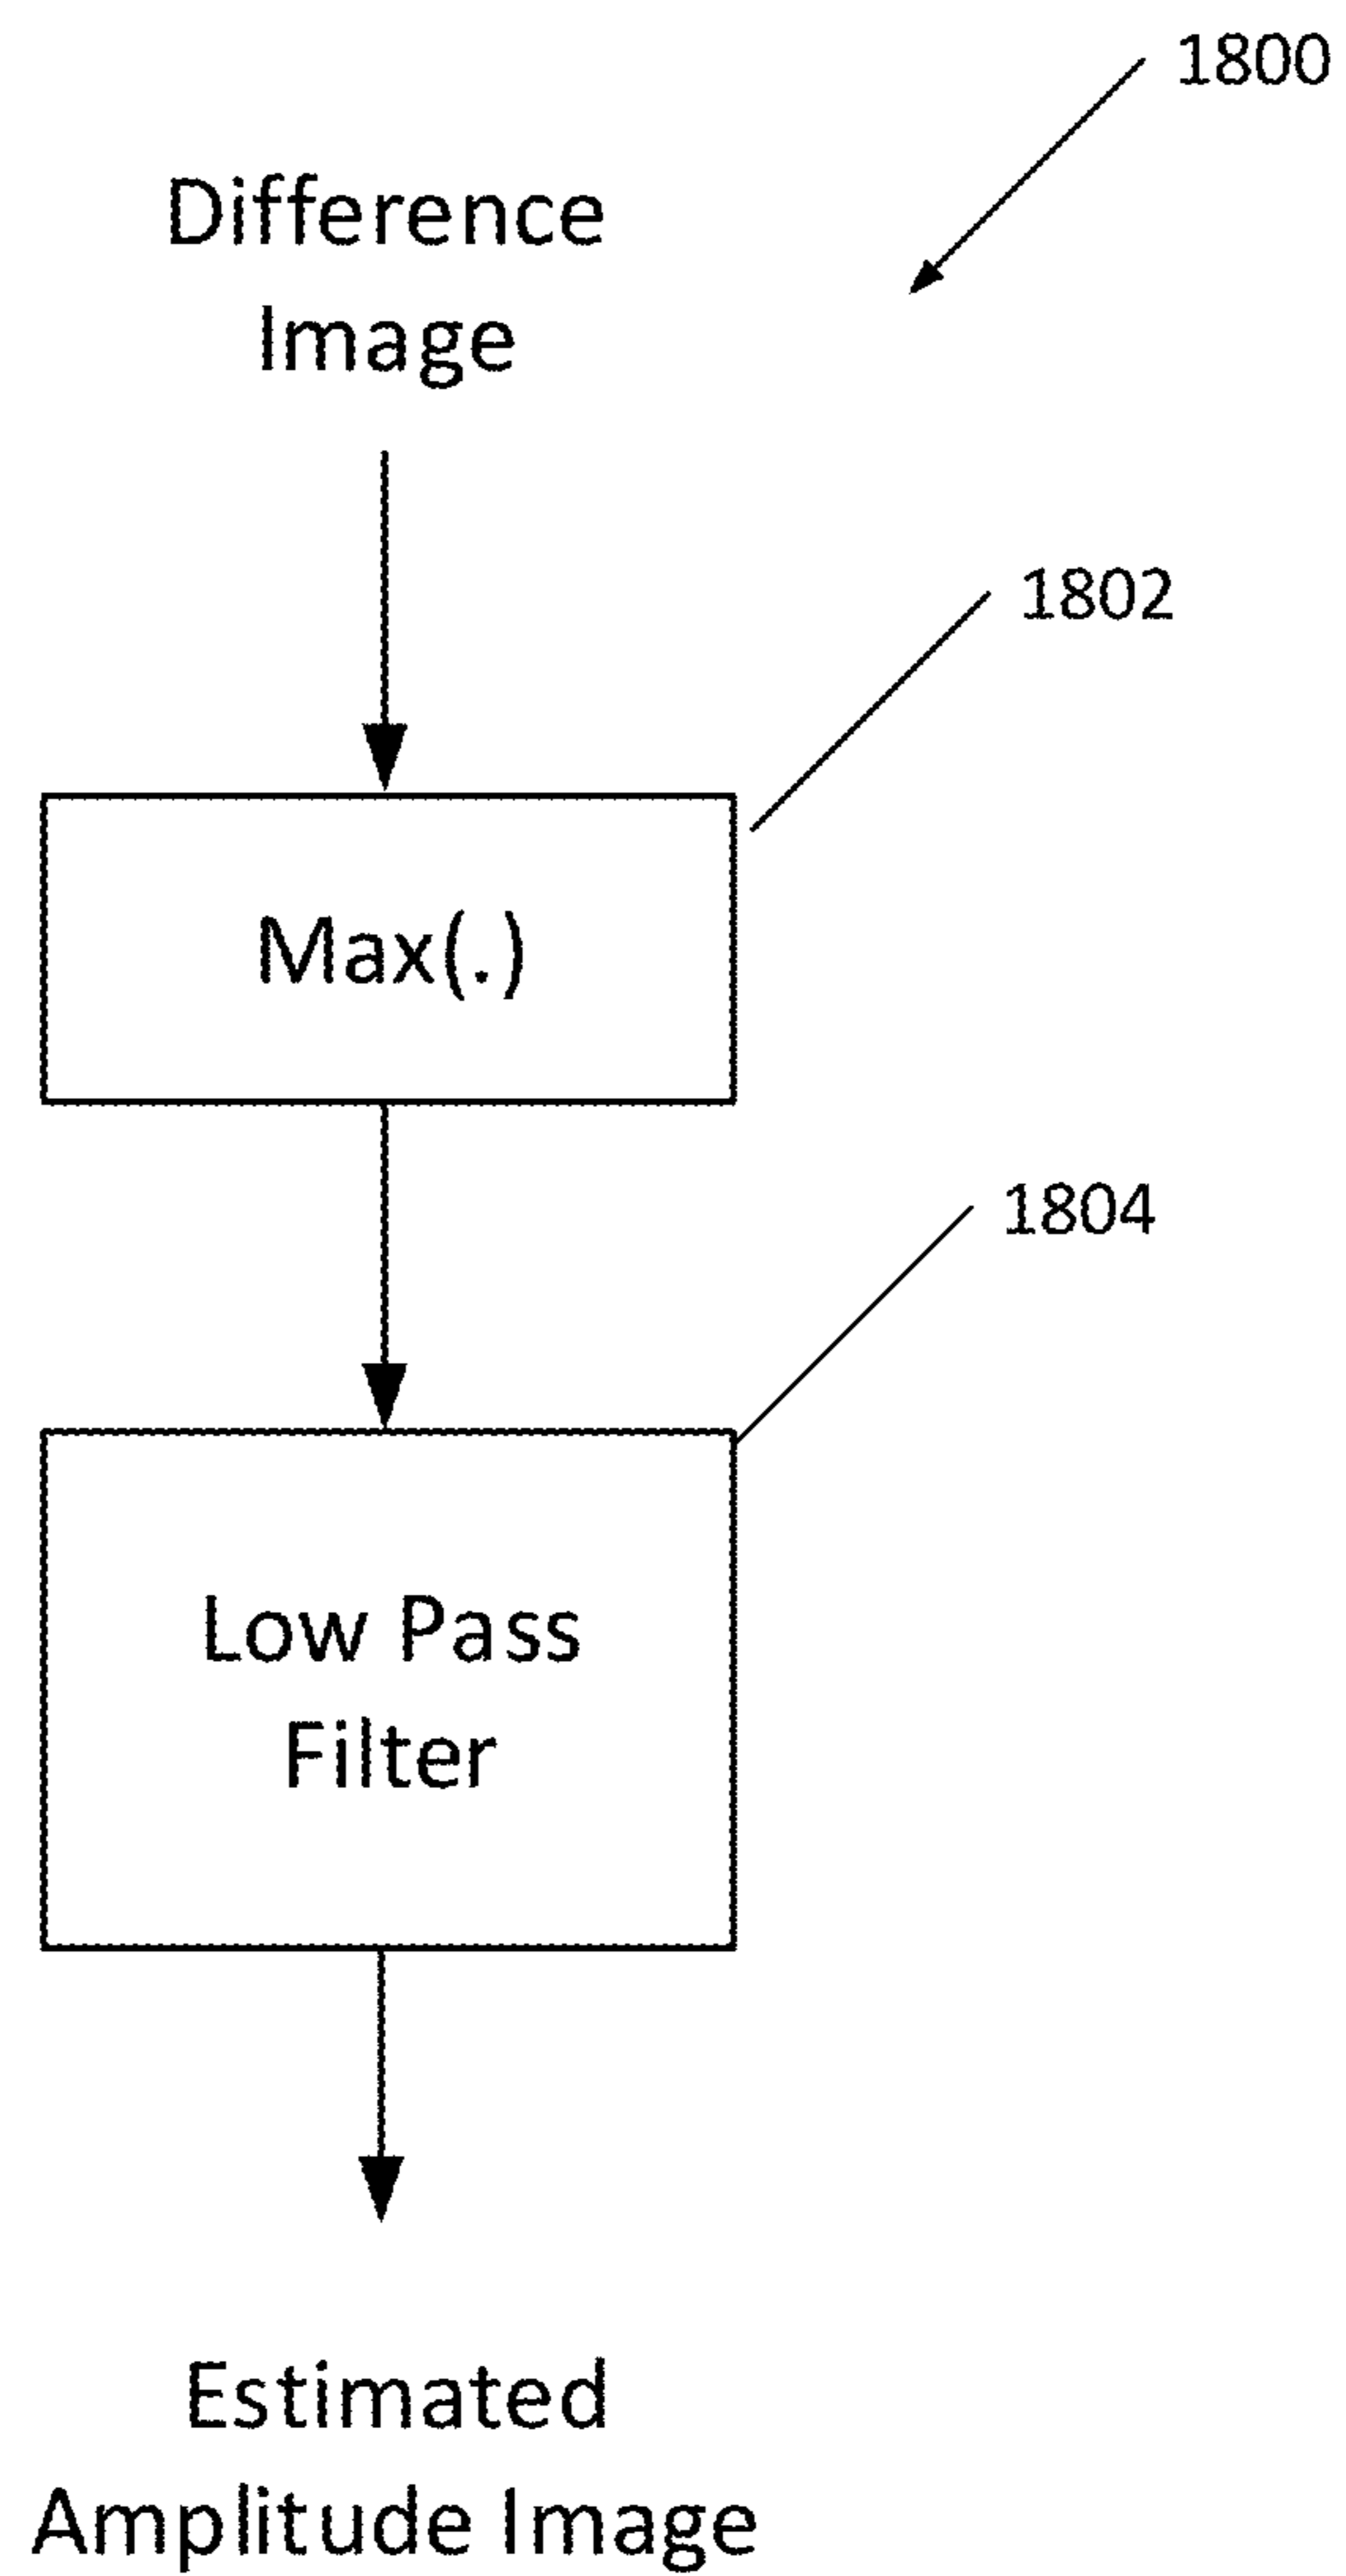 1800
Difference
Image
1802
Max(.)
1804
Low Pass
Filter
Estimated
Amplitude Image